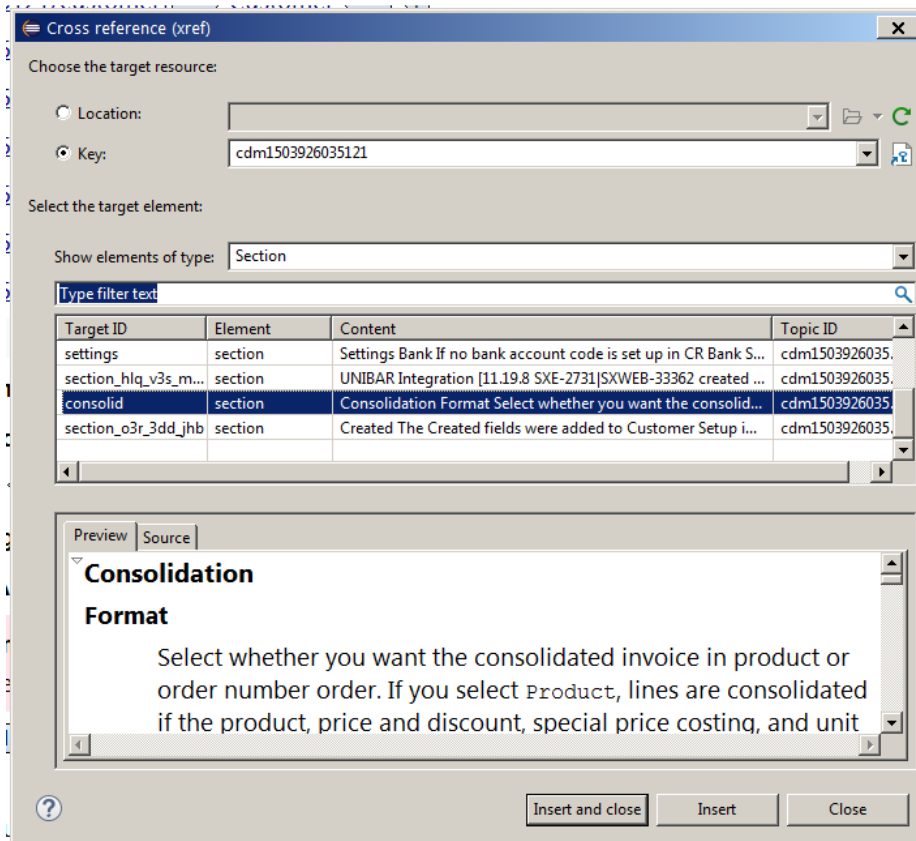 Cross reference (xref)
Choose the target resource:
Location:
Key: cdm1503926035121
Select the target element:
Show elements of type: Section
Type filter text
Target ID Element Content Topic ID
settings section Settings Bank If no bank account code is set up in CR Bank S... cdm1503926035.
section_hlq_v3s_m... section UNIBAR Integration [11.19.8 SXE-2731|SXWEB-33362 created ... cdm1503926035.
consolid section Consolidation Format Select whether you want the consolid... cdm1503926035.
section_o3r_3dd_jhb section Created The Created fields were added to Customer Setup i... cdm1503926035.
Preview Source
Consolidation
Format
Select whether you want the consolidated invoice in product or
order number order. If you select Product, lines are consolidated
if the product, price and discount, special price costing, and unit
Insert and close Insert Close